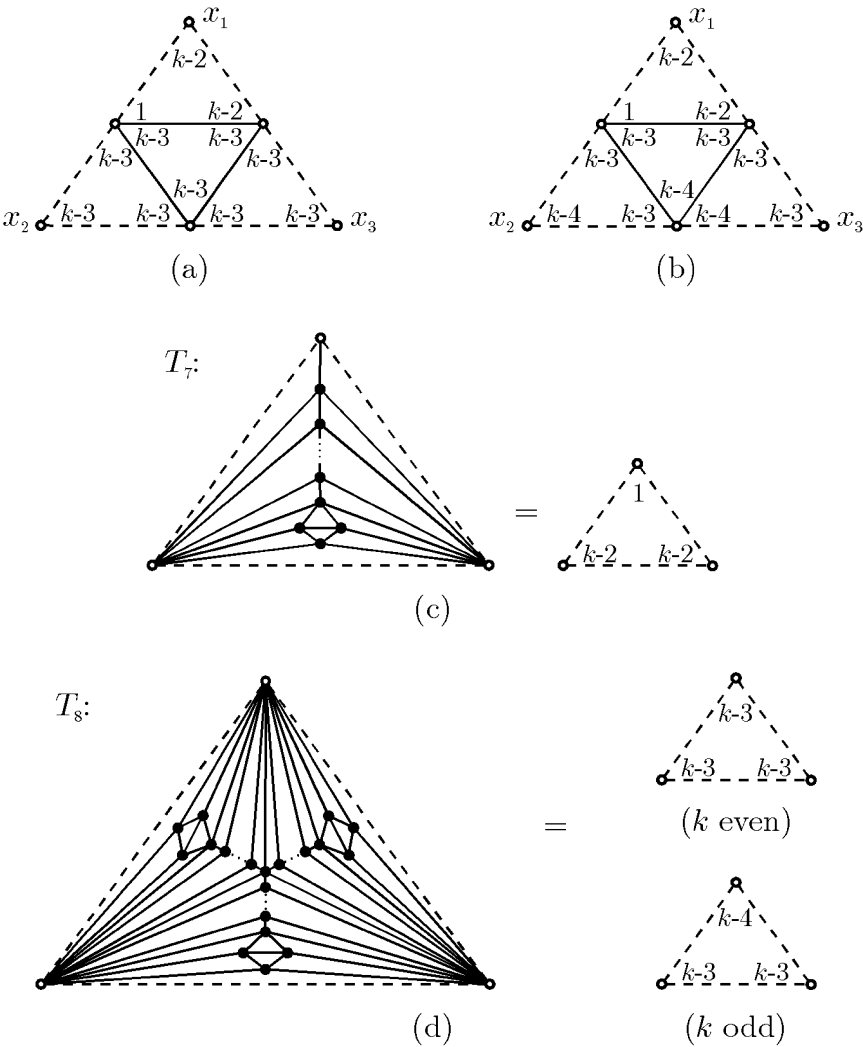 x₁ x₁
k-2 k-2
1 k-2 1 k-2
k-3 k-3 k-3 k-3
k-3 k-3 k-3 k-3
k-3 k-4
x₂ k-3 k-3 k-3 k-3 x₃ x₂ k-4 k-3 k-4 k-3 x₃
(a) (b)
T₇:
= 1
k-2 k-2
(c)
T₈:
k-3
k-3 k-3
= (k even)
k-4
k-3 k-3
(d) (k odd)